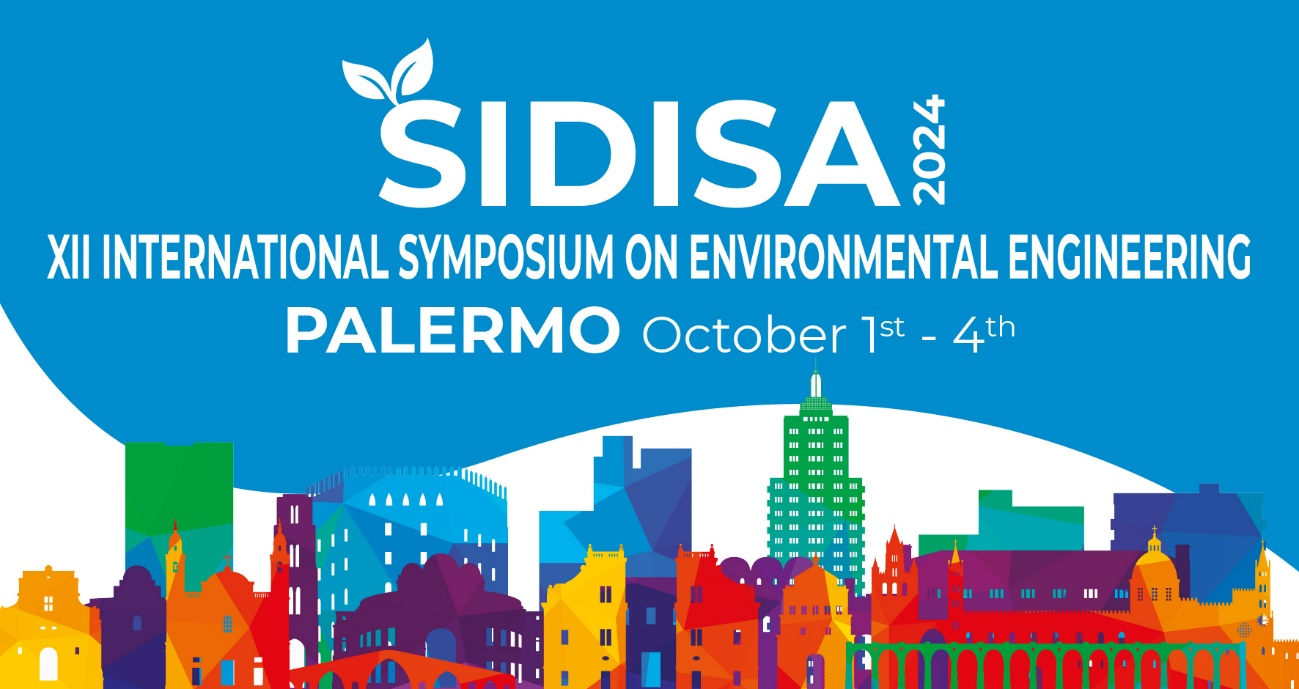 SIDISA 2024
XII INTERNATIONAL SYMPOSIUM ON ENVIRONMENTAL ENGINEERING
PALERMO October 1st - 4th